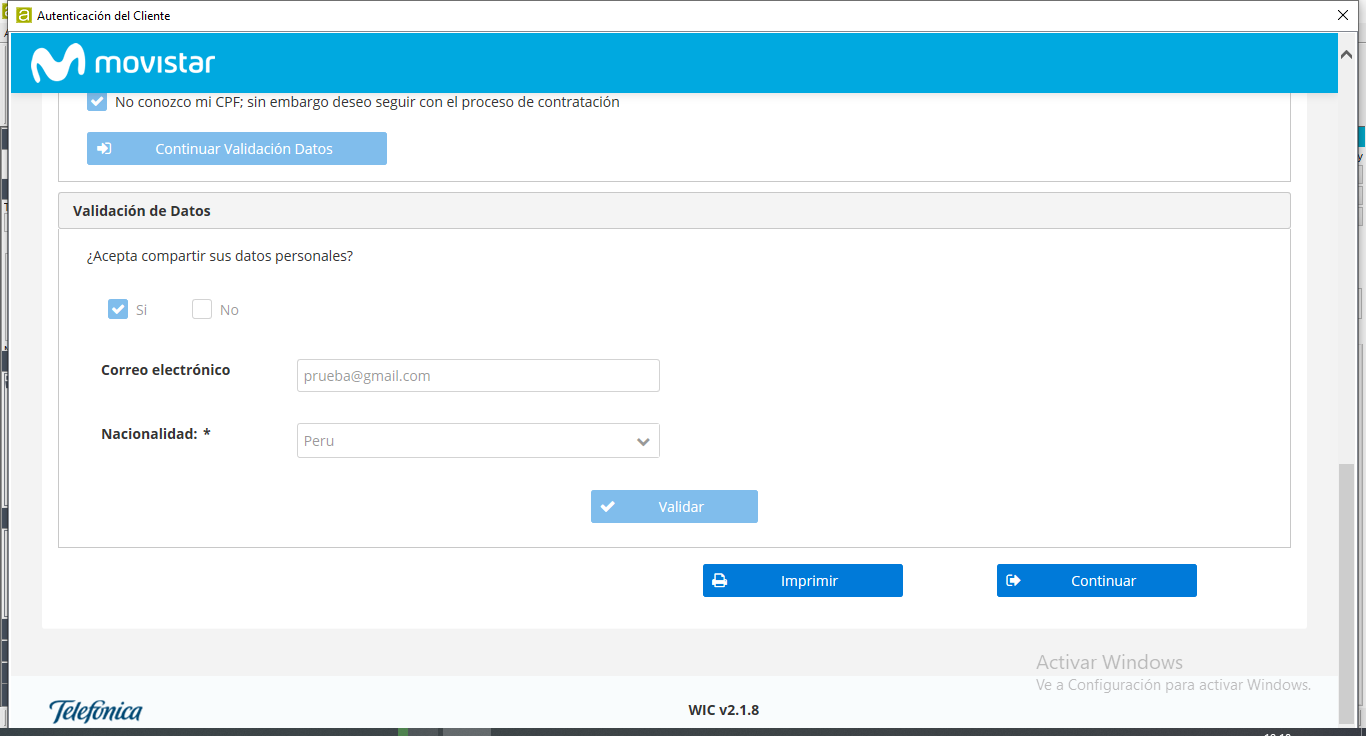 Autenticación del Cliente
movistar
No conozco mi CPF; sin embargo deseo seguir con el proceso de contratación
Continuar Validación Datos
Validación de Datos
¿Acepta compartir sus datos personales?
Si No
Correo electrónico prueba@gmail.com
Nacionalidad: * Peru
Validar
Imprimir Continuar
Activar Windows
Ve a Configuración para activar Windows.
Telefónica WIC v2.1.8